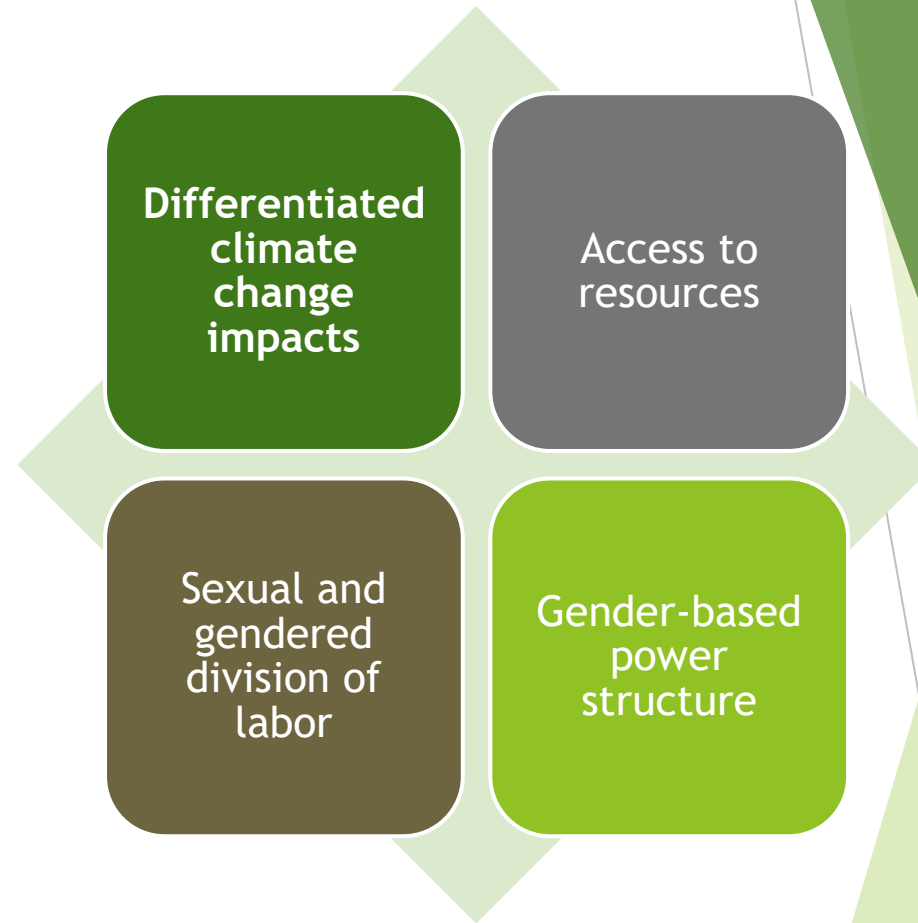 Differentiated
climate
change
impacts
Access to
resources
Sexual and
gendered
division of
labor
Gender-based
power
structure